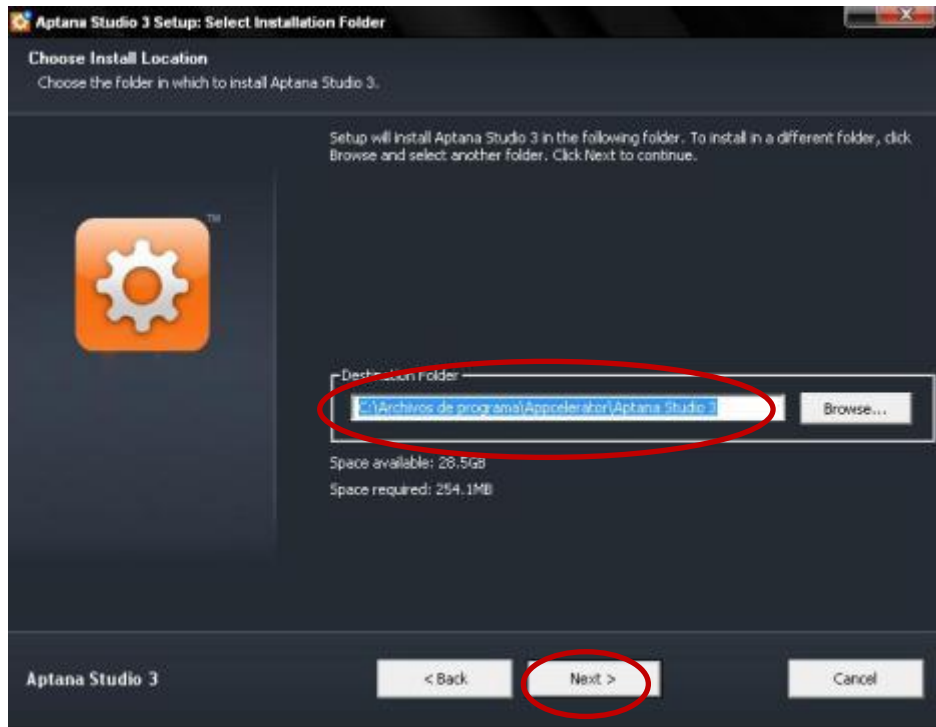 Aptana Studio 3 Setup: Select Installation Folder
Choose Install Location
Choose the folder in which to install Aptana Studio 3.
Setup will install Aptana Studio 3 in the following folder. To install in a different folder, click
Browse and select another folder. Click Next to continue.
TM
Destination Folder
C:\Archivos de programa\Appcelerator\Aptana Studio 3
Browse...
Space available: 28.5GB
Space required: 254.1MB
Aptana Studio 3
< Back
Next >
Cancel